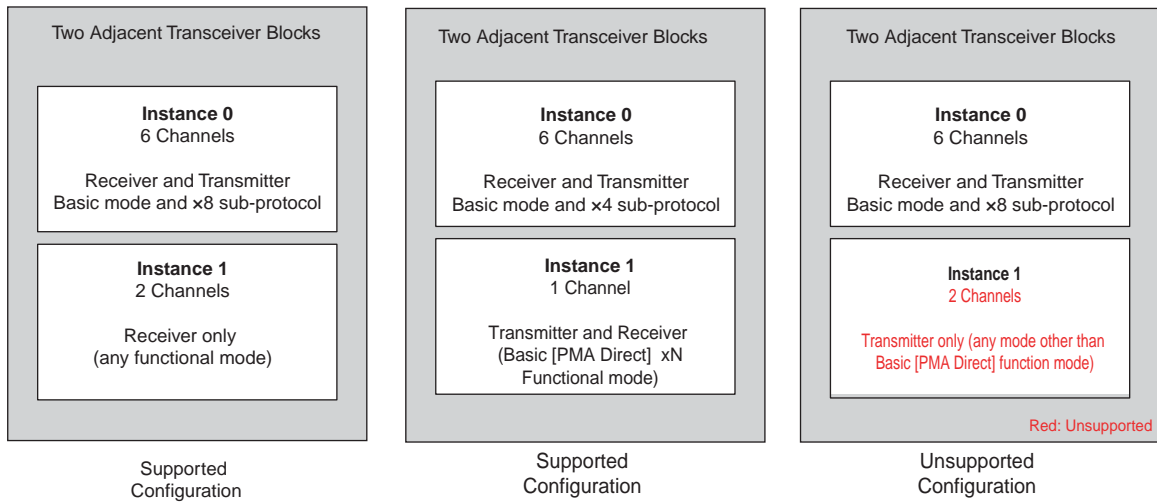 Two Adjacent Transceiver Blocks
Instance 0
6 Channels
Receiver and Transmitter
Basic mode and ×8 sub-protocol
Instance 1
2 Channels
Receiver only
(any functional mode)
Supported
Configuration
Two Adjacent Transceiver Blocks
Instance 0
6 Channels
Receiver and Transmitter
Basic mode and ×4 sub-protocol
Instance 1
1 Channel
Transmitter and Receiver
(Basic [PMA Direct] xN
Functional mode)
Supported
Configuration
Two Adjacent Transceiver Blocks
Instance 0
6 Channels
Receiver and Transmitter
Basic mode and ×8 sub-protocol
Instance 1
2 Channels
Transmitter only (any mode other than
Basic [PMA Direct] function mode)
Red: Unsupported
Unsupported
Configuration